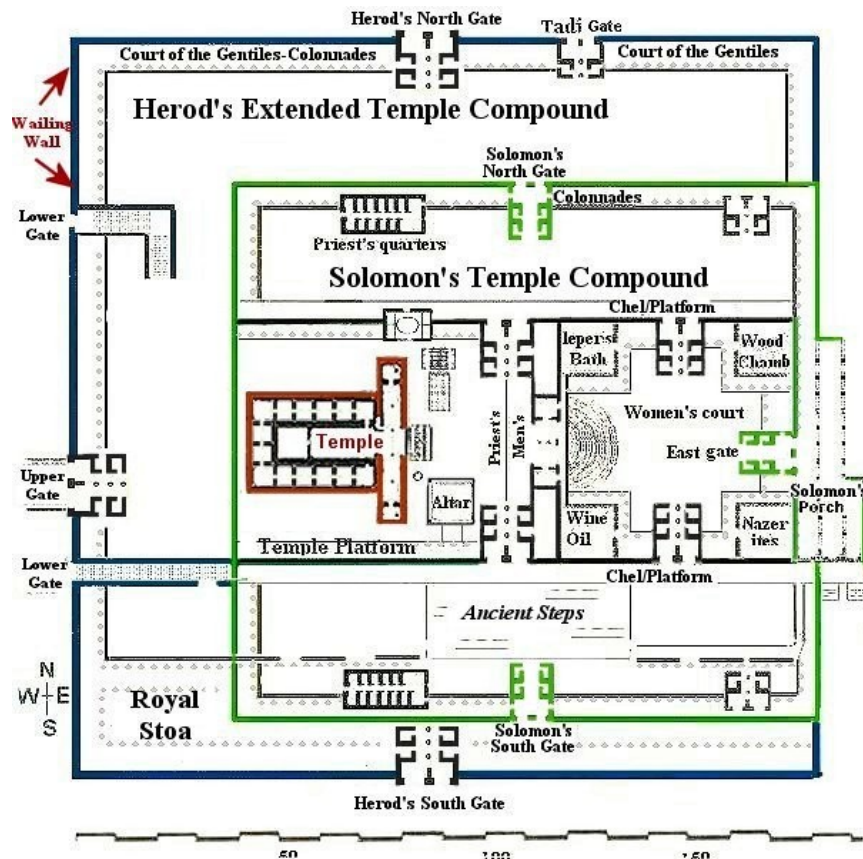 Herod's North Gate
Tadi Gate
Court of the Gentiles-Colonnades
Court of the Gentiles
Herod's Extended Temple Compound
Wailing
Wall
Solomon's
North Gate
Colonnades
Lower
Gate
Priest's quarters
Solomon's Temple Compound
Chel/Platform
leper's
Bath
Wood
Chamb
Temple
Priest's
Men's
Women's court
East gate
Upper
Gate
Altar
Solomon's
Porch
Wine
Oil
Nazer
ites
Temple Platform
Lower
Gate
Chel/Platform
Ancient Steps
N
W E
S
Royal
Stoa
Solomon's
South Gate
Herod's South Gate
50
100
150